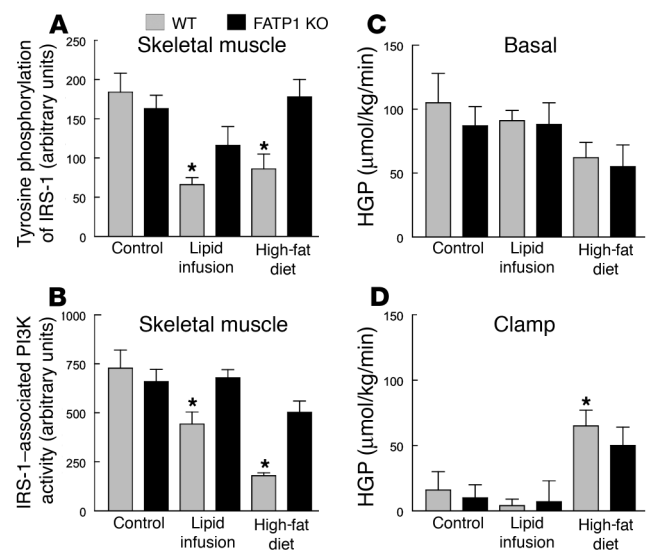 WT FATP1 KO
A
Skeletal muscle
Tyrosine phosphorylation
of IRS-1 (arbitrary units)
250
200
150
100
50
0
*
*
Control Lipid infusion High-fat diet
C
Basal
HGP (μmol/kg/min)
150
100
50
0
Control Lipid infusion High-fat diet
B
Skeletal muscle
IRS-1–associated PI3K
activity (arbitrary units)
1000
750
500
250
0
*
*
Control Lipid infusion High-fat diet
D
Clamp
HGP (μmol/kg/min)
150
100
50
0
*
Control Lipid infusion High-fat diet